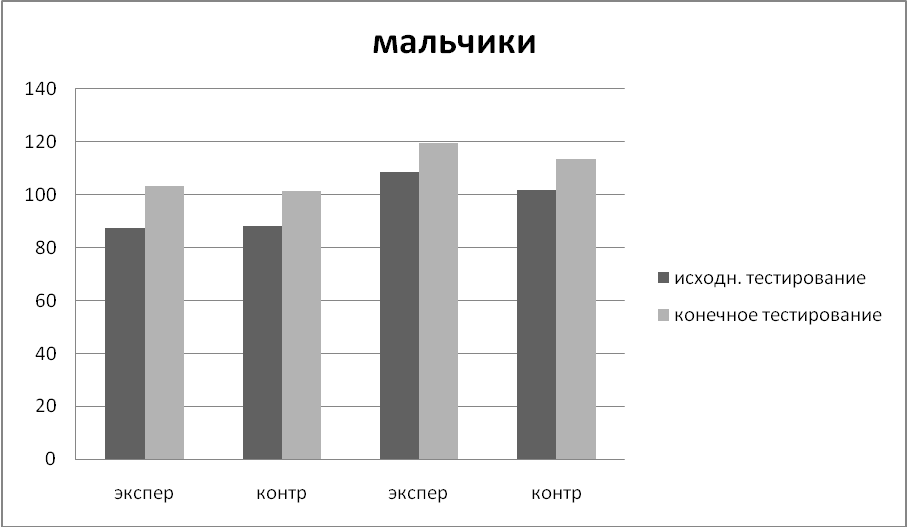 мальчики
140
120
100
80
60
40
20
0
экспер контр экспер контр
исходн. тестирование
конечное тестирование